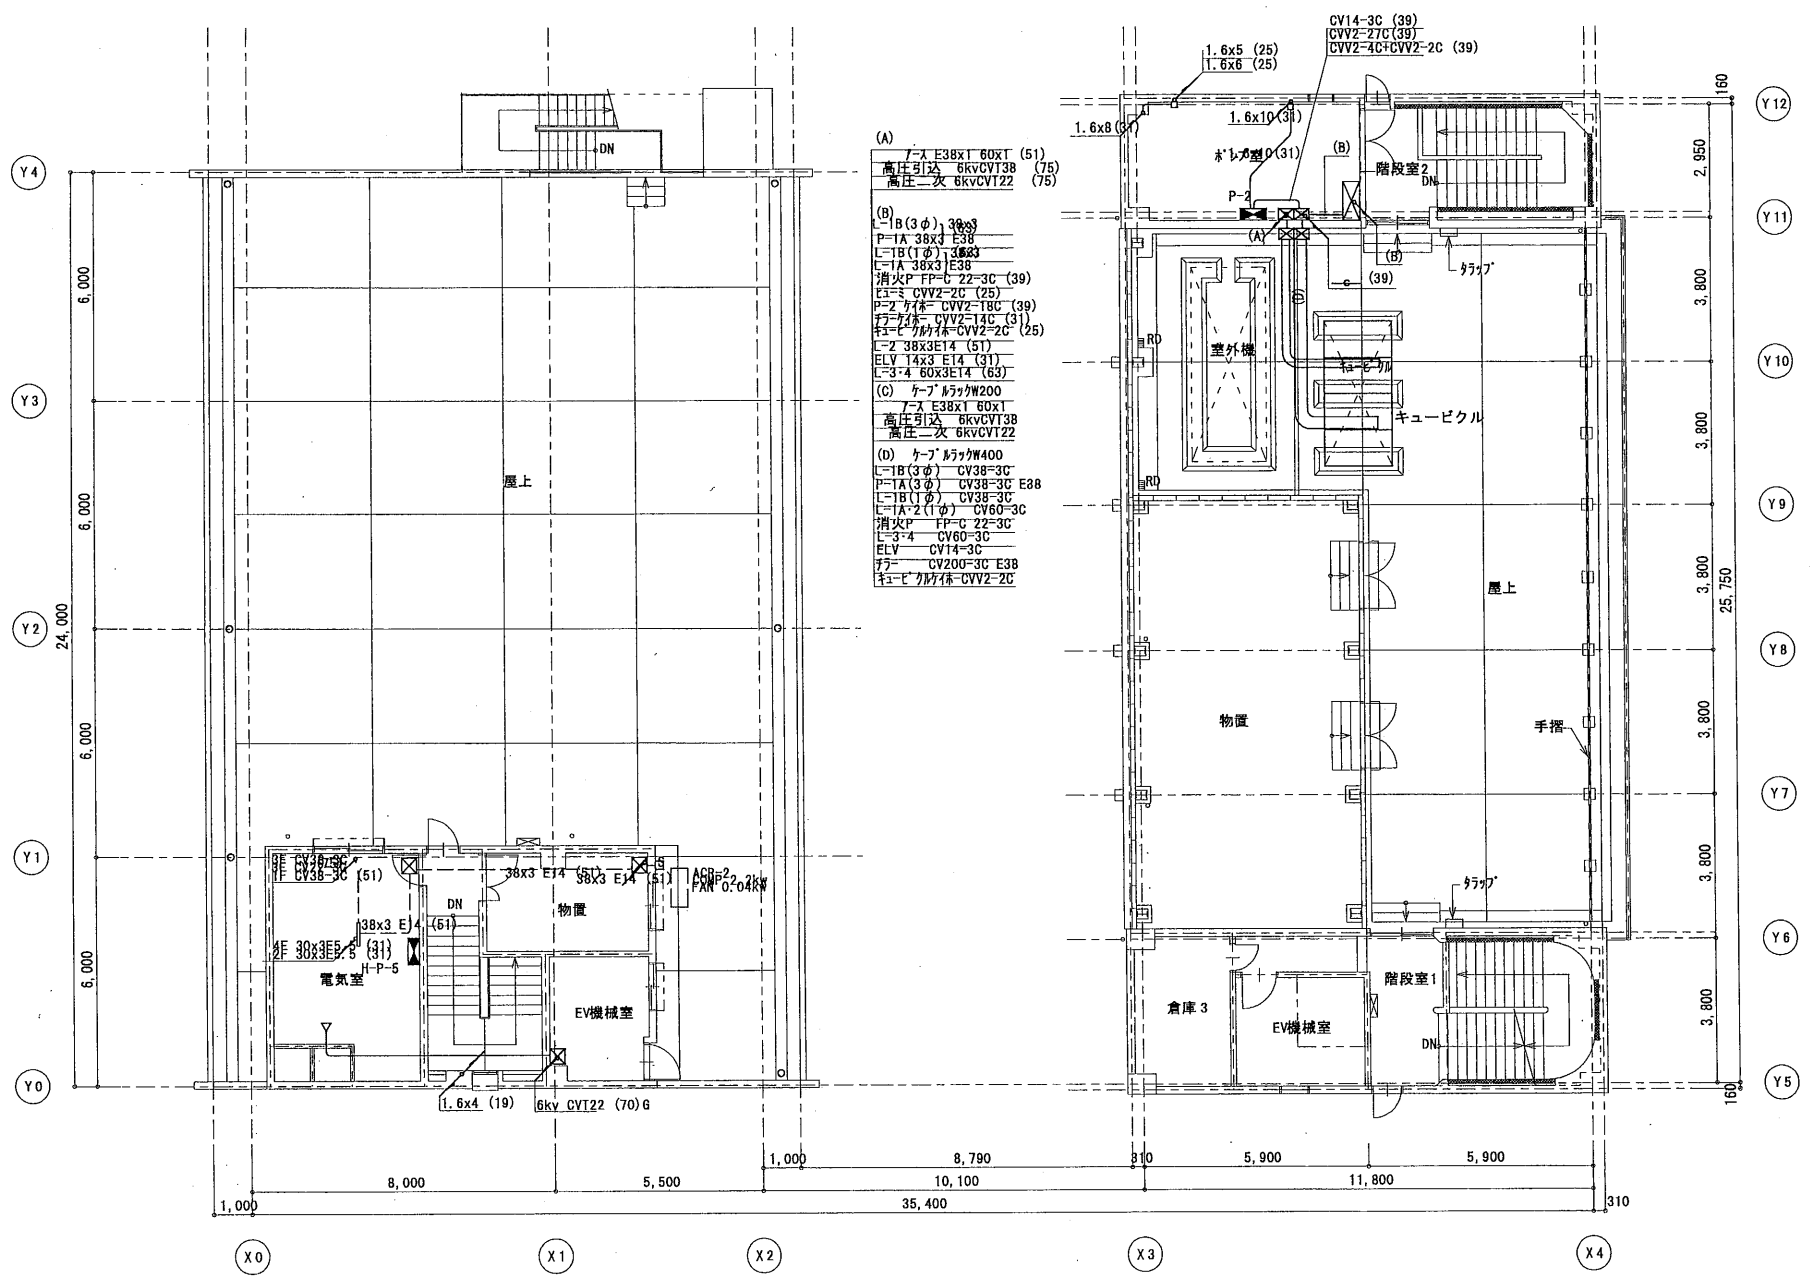 CV14-3C (39)
CVV2-27C(39)
CVV2-4C+CVV2-2C (39)
1.6x5 (25)
1.6x6 (25)
1.6x8(31)
1.6x10(31)
ポンプ室
P-2
(B)
階段室2
DN
(A)
(B)
(39)
C
(D)
タラップ
RD
室外機
キュービクル
キュービクル
RD
屋上
物置
手摺
タラップ
倉庫3
EV機械室
階段室1
DN
(A)
アース E38x1 60x1 (51)
高圧引込 6kvCVT38 (75)
高圧二次 6kvCVT22 (75)
(B)
L-1B(3φ) 38x3
P-1A 38x3 E38
L-1B(1φ)
L-1A 38x3 E38
消火P FP-C 22-3C (39)
ヒューミ CVV2-2C (25)
P-2 ケイホー CVV2-18C (39)
チラーケイホー CVV2-14C (31)
キュービクルケイホーCVV2-2C (25)
L-2 38x3E14 (51)
ELV 14x3 E14 (31)
L-3・4 60x3E14 (63)
(C) ケーブルラックW200
アース E38x1 60x1
高圧引込 6kvCVT38
高圧二次 6kvCVT22
(D) ケーブルラックW400
L-1B(3φ) CV38-3C
P-1A(3φ) CV38-3C E38
L-1B(1φ) CV38-3C
L-1A・2(1φ) CV60-3C
消火P FP-C 22-3C
L-3・4 CV60-3C
ELV CV14-3C
チラー CV200-3C E38
キュービクルケイホーCVV2-2C
DN
屋上
1F CV38-3C (51)
38x3 E14 (51)
4F 30x3E5.5 (31)
2F 30x3E5.5 (31)
H-P-5
電気室
DN
38x3 E14 (51)
38x3 E14 (51)
物置
ACP-2
FAN 0.04kw
EV機械室
1.6x4 (19)
6kv CVT22 (70)G
Y4
Y3
Y2
Y1
Y0
6,000
6,000
6,000
6,000
24,000
Y12
Y11
Y10
Y9
Y8
Y7
Y6
Y5
160
2,950
3,800
3,800
3,800
3,800
3,800
3,800
25,750
160
1,000
8,790
310
5,900
5,900
8,000
5,500
10,100
11,800
1,000
35,400
310
X0
X1
X2
X3
X4